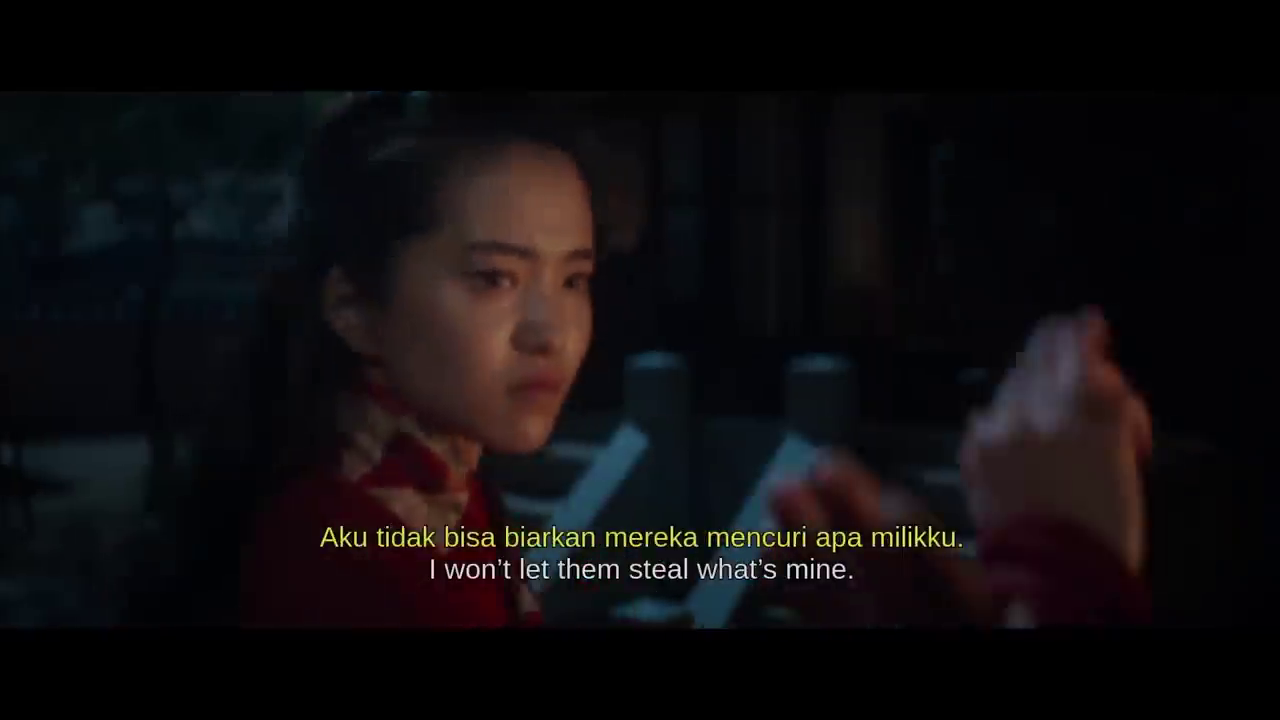 Aku tidak bisa biarkan mereka mencuri apa milikku.
I won’t let them steal what’s mine.